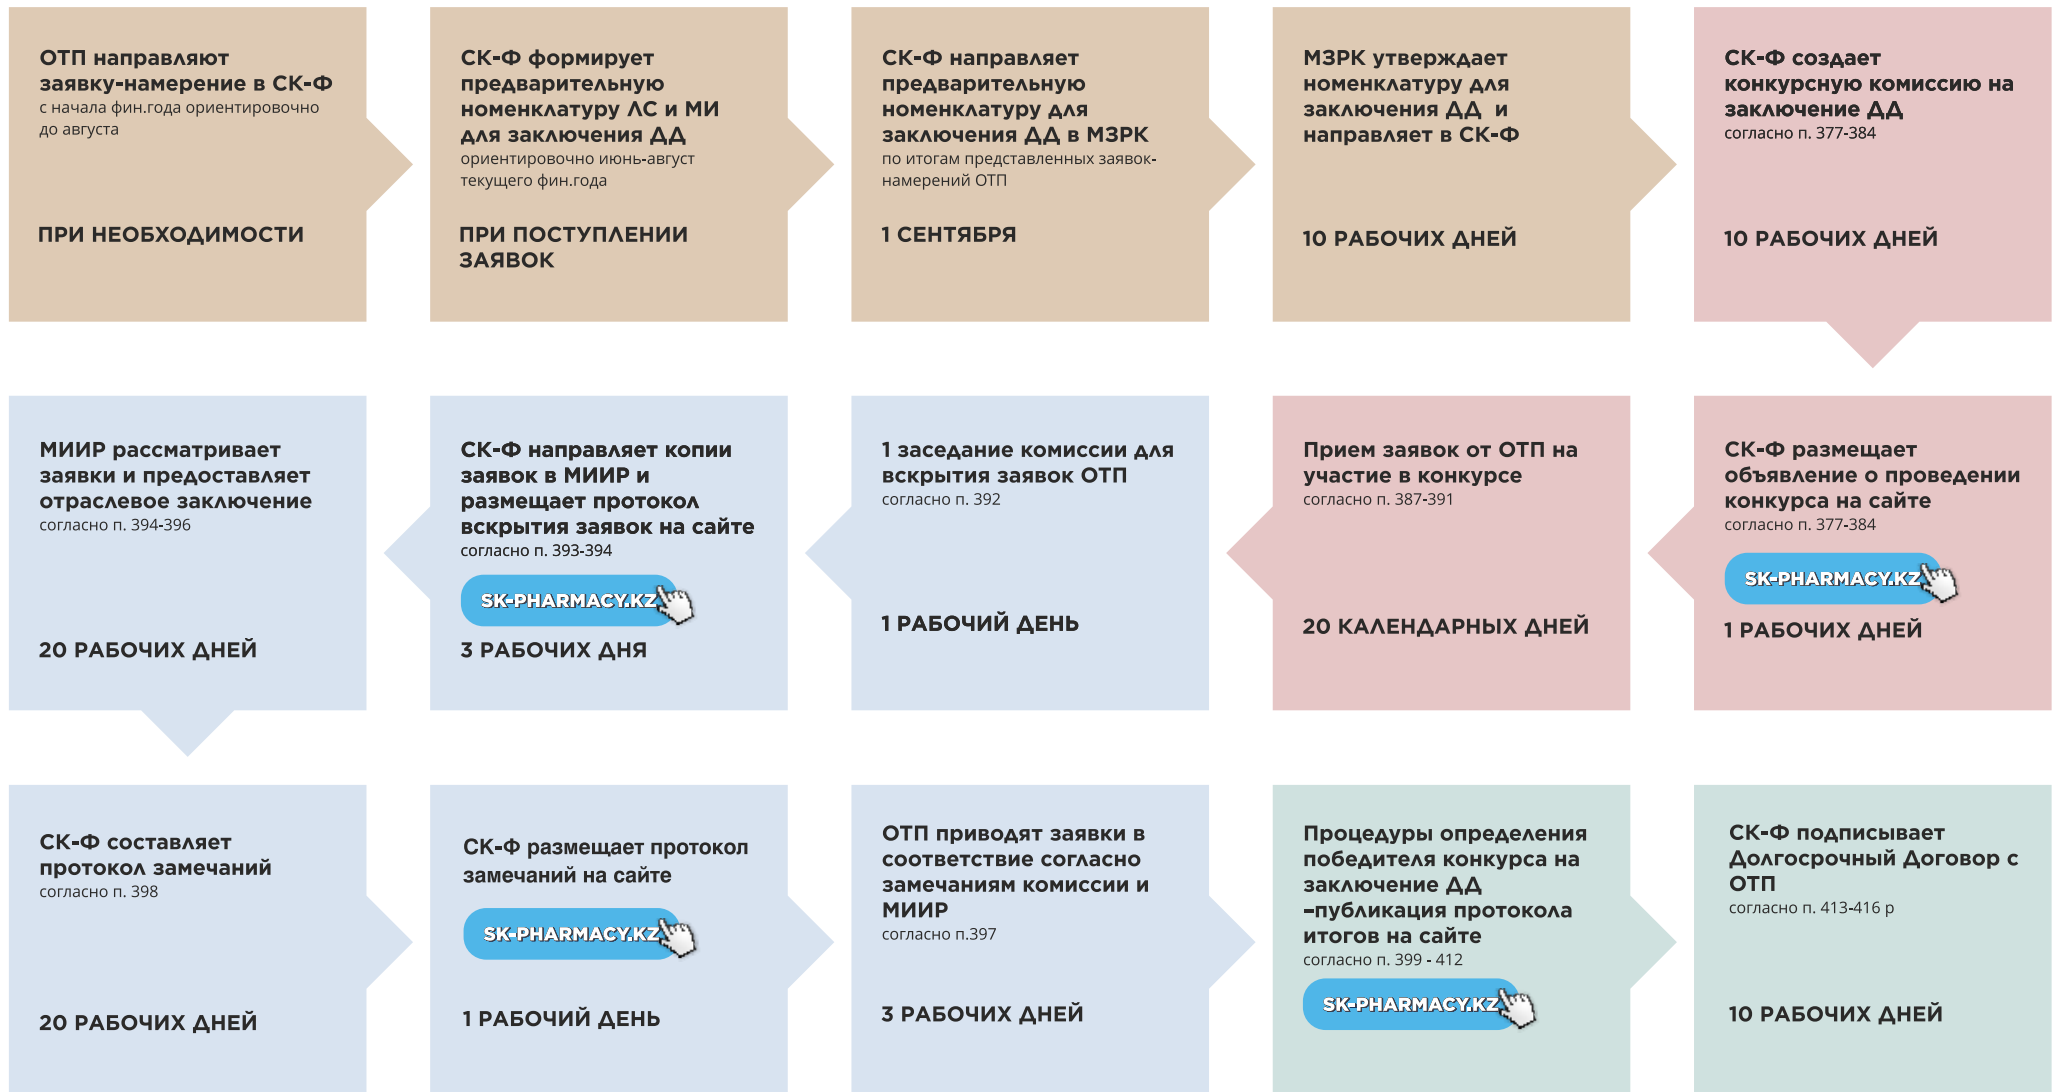 ОТП направляют
заявку-намерение в СК-Ф
с начала фин.года ориентировочно
до августа
ПРИ НЕОБХОДИМОСТИ
СК-Ф формирует
предварительную
номенклатуру ЛС и МИ
для заключения ДД
ориентировочно июнь-август
текущего фин.года
ПРИ ПОСТУПЛЕНИИ
ЗАЯВОК
СК-Ф направляет
предварительную
номенклатуру для
заключения ДД в МЗРК
по итогам представленных заявок-
намерений ОТП
1 СЕНТЯБРЯ
МЗРК утверждает
номенклатуру для
заключения ДД и
направляет в СК-Ф
10 РАБОЧИХ ДНЕЙ
СК-Ф создает
конкурсную комиссию на
заключение ДД
согласно п. 377-384
10 РАБОЧИХ ДНЕЙ
СК-Ф размещает
объявление о проведении
конкурса на сайте
согласно п. 377-384
SK-PHARMACY.KZ
1 РАБОЧИХ ДНЕЙ
Прием заявок от ОТП на
участие в конкурсе
согласно п. 387-391
20 КАЛЕНДАРНЫХ ДНЕЙ
1 заседание комиссии для
вскрытия заявок ОТП
согласно п. 392
1 РАБОЧИЙ ДЕНЬ
СК-Ф направляет копии
заявок в МИИР и
размещает протокол
вскрытия заявок на сайте
согласно п. 393-394
SK-PHARMACY.KZ
3 РАБОЧИХ ДНЯ
МИИР рассматривает
заявки и предоставляет
отраслевое заключение
согласно п. 394-396
20 РАБОЧИХ ДНЕЙ
СК-Ф составляет
протокол замечаний
согласно п. 398
20 РАБОЧИХ ДНЕЙ
СК-Ф размещает протокол
замечаний на сайте
SK-PHARMACY.KZ
1 РАБОЧИЙ ДЕНЬ
ОТП приводят заявки в
соответствие согласно
замечаниям комиссии и
МИИР
согласно п.397
3 РАБОЧИХ ДНЕЙ
Процедуры определения
победителя конкурса на
заключение ДД
–публикация протокола
итогов на сайте
согласно п. 399 - 412
SK-PHARMACY.KZ
СК-Ф подписывает
Долгосрочный Договор с
ОТП
согласно п. 413-416 р
10 РАБОЧИХ ДНЕЙ